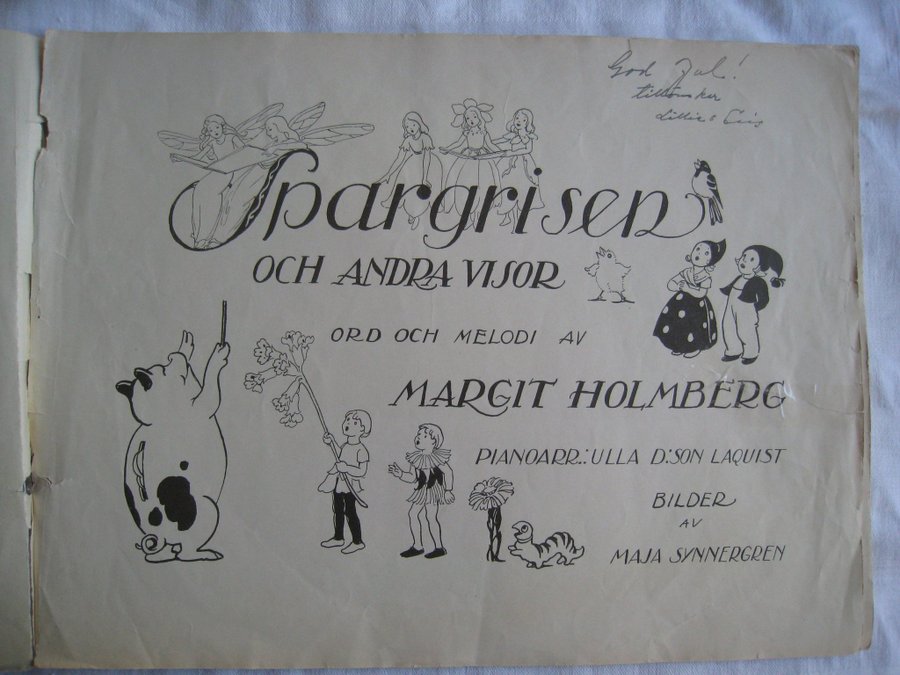 God Jul!
tillönskar
Lillie &
Spargrisen
OCH ANDRA VISOR
ORD OCH MELODI AV
MARGIT HOLMBERG
PIANOARR.: ULLA D:SON LAQUIST
BILDER
AV
MAJA SYNNERGREN